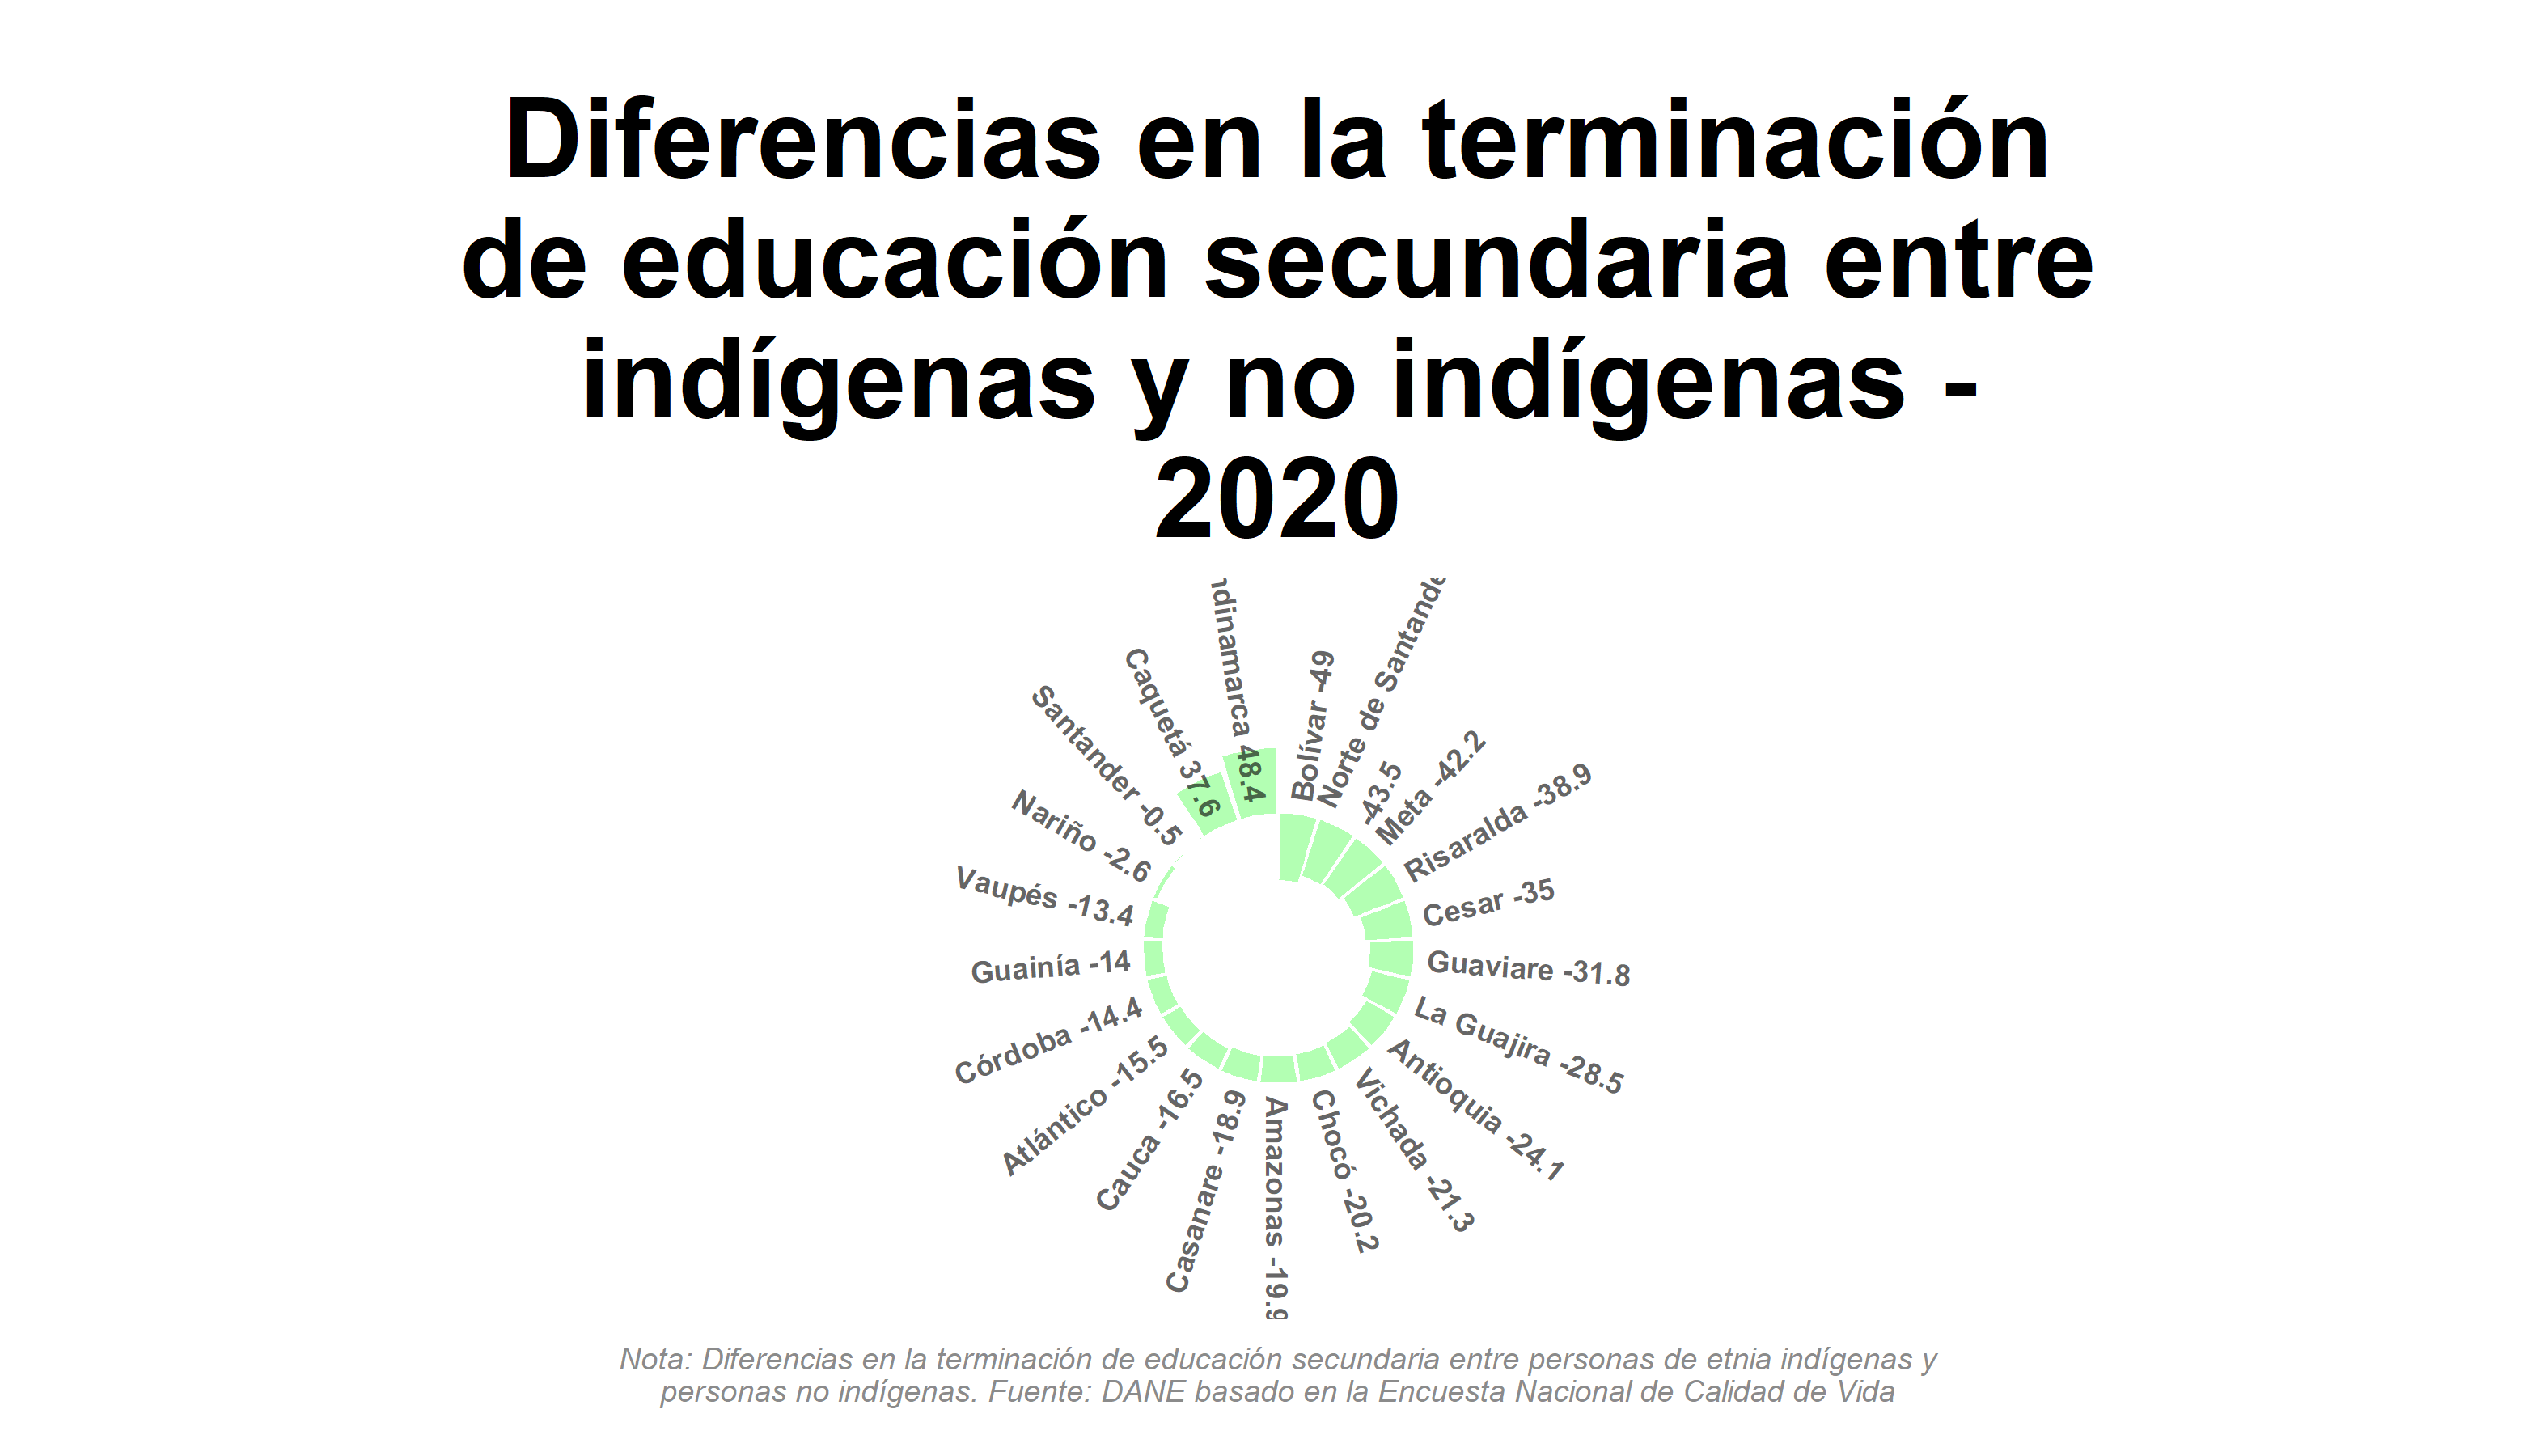 Diferencias en la terminación
de educación secundaria entre
indígenas y no indígenas -
2020
Bolívar -49
Norte de Santande
-43.5
Meta -42.2
Risaralda -38.9
Cesar -35
Guaviare -31.8
La Guajira -28.5
Antioquia -24.1
Vichada -21.3
Chocó -20.2
Amazonas -19.9
Casanare -18.9
Cauca -16.5
Atlántico -15.5
Córdoba -14.4
Guainía -14
Vaupés -13.4
Nariño -2.6
Santander -0.5
Caquetá 37.6
ndinamarca 48.4
Nota: Diferencias en la terminación de educación secundaria entre personas de etnia indígenas y
personas no indígenas. Fuente: DANE basado en la Encuesta Nacional de Calidad de Vida